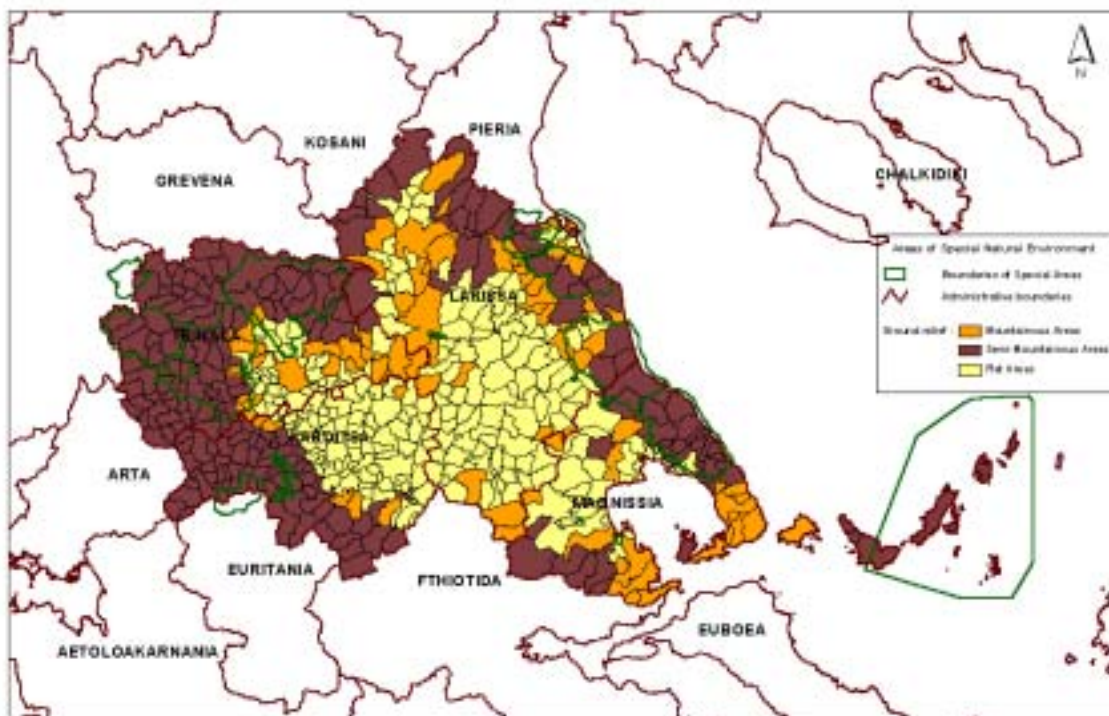 N
PIERIA
KOSANI
GREVENA
CHALKIDIKI
Areas of Special Natural Environment
Boundaries of Special Areas
Administrative boundaries
Ground relief:
Mountainous Areas
Semi-Mountainous Areas
Flat Areas
LARISSA
KARDITSA
ARTA
MAGNISSIA
EURITANIA
FTHIOTIDA
EUBOEA
AETOLOAKARNANIA